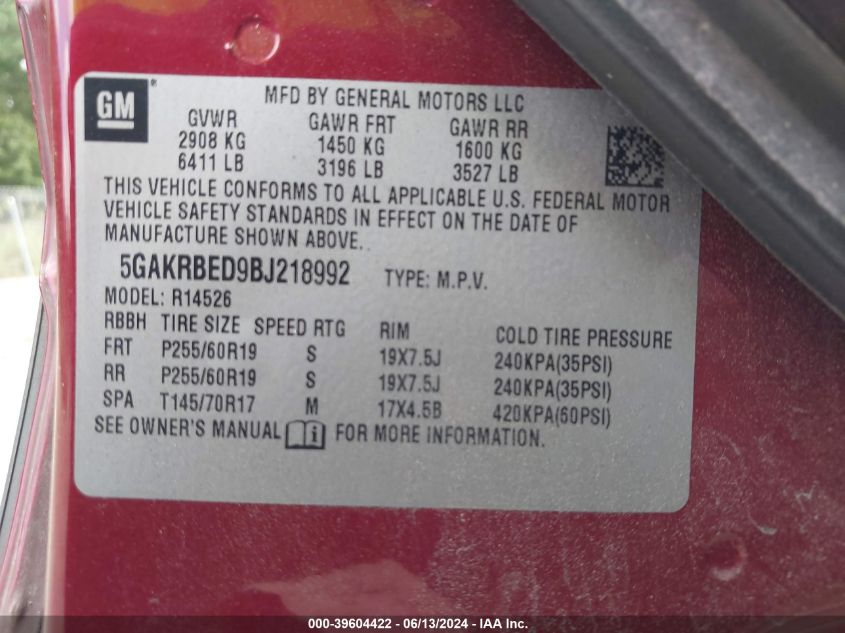 GM
MFD BY GENERAL MOTORS LLC
GVWR GAWR FRT GAWR RR
2908 KG 1450 KG 1600 KG
6411 LB 3196 LB 3527 LB
THIS VEHICLE CONFORMS TO ALL APPLICABLE U.S. FEDERAL MOTOR
VEHICLE SAFETY STANDARDS IN EFFECT ON THE DATE OF
MANUFACTURE SHOWN ABOVE.
5GAKRBED9BJ218992 TYPE: M.P.V.
MODEL: R14526
RBBH TIRE SIZE SPEED RTG RIM COLD TIRE PRESSURE
FRT P255/60R19 S 19X7.5J 240KPA(35PSI)
RR P255/60R19 S 19X7.5J 240KPA(35PSI)
SPA T145/70R17 M 17X4.5B 420KPA(60PSI)
SEE OWNER'S MANUAL i FOR MORE INFORMATION.
000-39604422 - 06/13/2024 - IAA Inc.